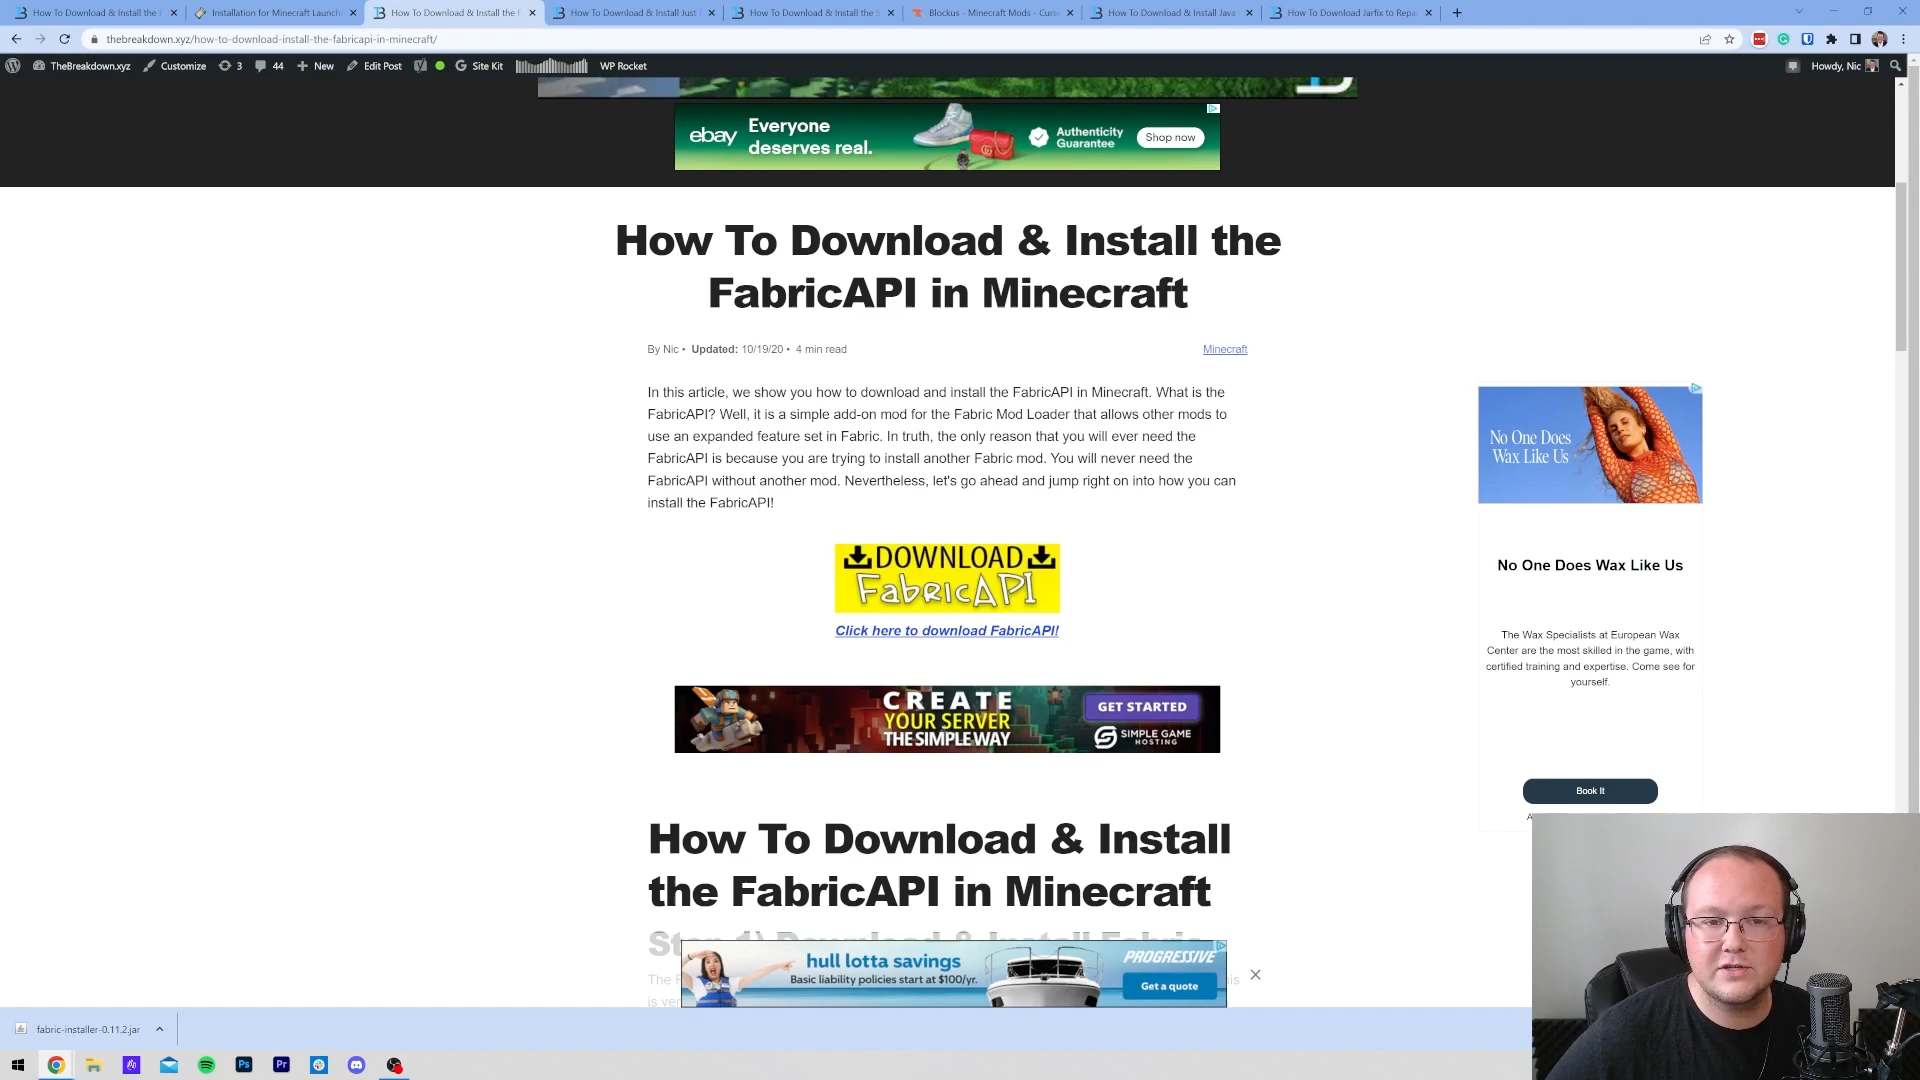 How To Download & Install the F
Installation for Minecraft Launch
How To Download & Install the F
How To Download & Install Just
How To Download & Install the S
Blockus - Minecraft Mods - Curs
How To Download & Install Java
How To Download Jarfix to Repa
thebreakdown.xyz/how-to-download-install-the-fabricapi-in-minecraft/
TheBreakdown.xyz
Customize
3
44
New
Edit Post
Site Kit
WP Rocket
Howdy, Nic
ebay
Everyone
deserves real.
Authenticity
Guarantee
Shop now
How To Download & Install the
FabricAPI in Minecraft
By Nic • Updated: 10/19/20 • 4 min read
Minecraft
In this article, we show you how to download and install the FabricAPI in Minecraft. What is the
FabricAPI? Well, it is a simple add-on mod for the Fabric Mod Loader that allows other mods to
use an expanded feature set in Fabric. In truth, the only reason that you will ever need the
FabricAPI is because you are trying to install another Fabric mod. You will never need the
FabricAPI without another mod. Nevertheless, let's go ahead and jump right on into how you can
install the FabricAPI!
DOWNLOAD
FabricAPI
Click here to download FabricAPI!
CREATE
YOUR SERVER
THE SIMPLE WAY
GET STARTED
SIMPLE GAME
HOSTING
No One Does
Wax Like Us
No One Does Wax Like Us
The Wax Specialists at European Wax
Center are the most skilled in the game, with
certified training and expertise. Come see for
yourself.
Book It
How To Download & Install
the FabricAPI in Minecraft
Step 1) Download & Install Fabric
hull lotta savings
Basic liability policies start at $100/yr.
PROGRESSIVE
Get a quote
fabric-installer-0.11.2.jar
Ps
Pr